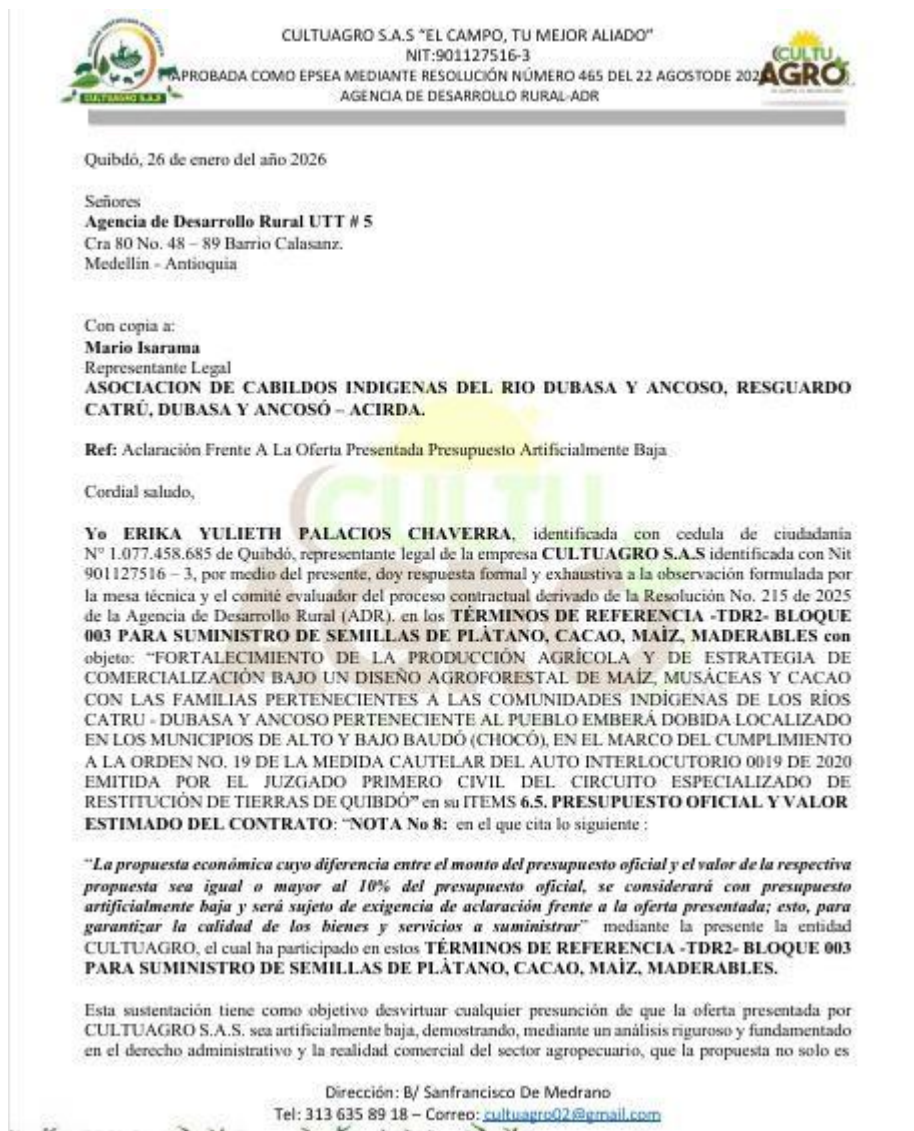 CULTUAGRO S.A.S "EL CAMPO, TU MEJOR ALIADO"
NIT:901127516-3
APROBADA COMO EPSEA MEDIANTE RESOLUCIÓN NÚMERO 465 DEL 22 AGOSTODE
AGENCIA DE DESARROLLO RURAL-ADR
CULTUAGRO S.A.S
CULTU
AGRO
Quibdó, 26 de enero del año 2026
Señores
Agencia de Desarrollo Rural UTT # 5
Cra 80 No. 48 – 89 Barrio Calasanz.
Medellín - Antioquia
Con copia a:
Mario Isarama
Representante Legal
ASOCIACION DE CABILDOS INDIGENAS DEL RIO DUBASA Y ANCOSO, RESGUARDO
CATRÚ, DUBASA Y ANCOSÓ – ACIRDA.
Ref: Aclaración Frente A La Oferta Presentada Presupuesto Artificialmente Baja
Cordial saludo,
Yo ERIKA YULIETH PALACIOS CHAVERRA, identificada con cedula de ciudadanía
N° 1.077.458.685 de Quibdó, representante legal de la empresa CULTUAGRO S.A.S identificada con Nit
901127516 – 3, por medio del presente, doy respuesta formal y exhaustiva a la observación formulada por
la mesa técnica y el comité evaluador del proceso contractual derivado de la Resolución No. 215 de 2025
de la Agencia de Desarrollo Rural (ADR). en los TÉRMINOS DE REFERENCIA -TDR2- BLOQUE
003 PARA SUMINISTRO DE SEMILLAS DE PLÀTANO, CACAO, MAÌZ, MADERABLES con
objeto: "FORTALECIMIENTO DE LA PRODUCCIÓN AGRÍCOLA Y DE ESTRATEGIA DE
COMERCIALIZACIÓN BAJO UN DISEÑO AGROFORESTAL DE MAÍZ, MUSÁCEAS Y CACAO
CON LAS FAMILIAS PERTENECIENTES A LAS COMUNIDADES INDÍGENAS DE LOS RÍOS
CATRU - DUBASA Y ANCOSO PERTENECIENTE AL PUEBLO EMBERÁ DOBIDA LOCALIZADO
EN LOS MUNICIPIOS DE ALTO Y BAJO BAUDÓ (CHOCÓ), EN EL MARCO DEL CUMPLIMIENTO
A LA ORDEN NO. 19 DE LA MEDIDA CAUTELAR DEL AUTO INTERLOCUTORIO 0019 DE 2020
EMITIDA POR EL JUZGADO PRIMERO CIVIL DEL CIRCUITO ESPECIALIZADO DE
RESTITUCIÓN DE TIERRAS DE QUIBDÓ" en su ITEMS 6.5. PRESUPUESTO OFICIAL Y VALOR
ESTIMADO DEL CONTRATO: "NOTA No 8: en el que cita lo siguiente :
"La propuesta económica cuyo diferencia entre el monto del presupuesto oficial y el valor de la respectiva
propuesta sea igual o mayor al 10% del presupuesto oficial, se considerará con presupuesto
artificialmente baja y será sujeto de exigencia de aclaración frente a la oferta presentada; esto, para
garantizar la calidad de los bienes y servicios a suministrar" mediante la presente la entidad
CULTUAGRO, el cual ha participado en estos TÉRMINOS DE REFERENCIA -TDR2- BLOQUE 003
PARA SUMINISTRO DE SEMILLAS DE PLÀTANO, CACAO, MAÌZ, MADERABLES.
Esta sustentación tiene como objetivo desvirtuar cualquier presunción de que la oferta presentada por
CULTUAGRO S.A.S. sea artificialmente baja, demostrando, mediante un análisis riguroso y fundamentado
en el derecho administrativo y la realidad comercial del sector agropecuario, que la propuesta no solo es
Dirección: B/ Sanfrancisco De Medrano
Tel: 313 635 89 18 – Correo: cultuagro02@gmail.com